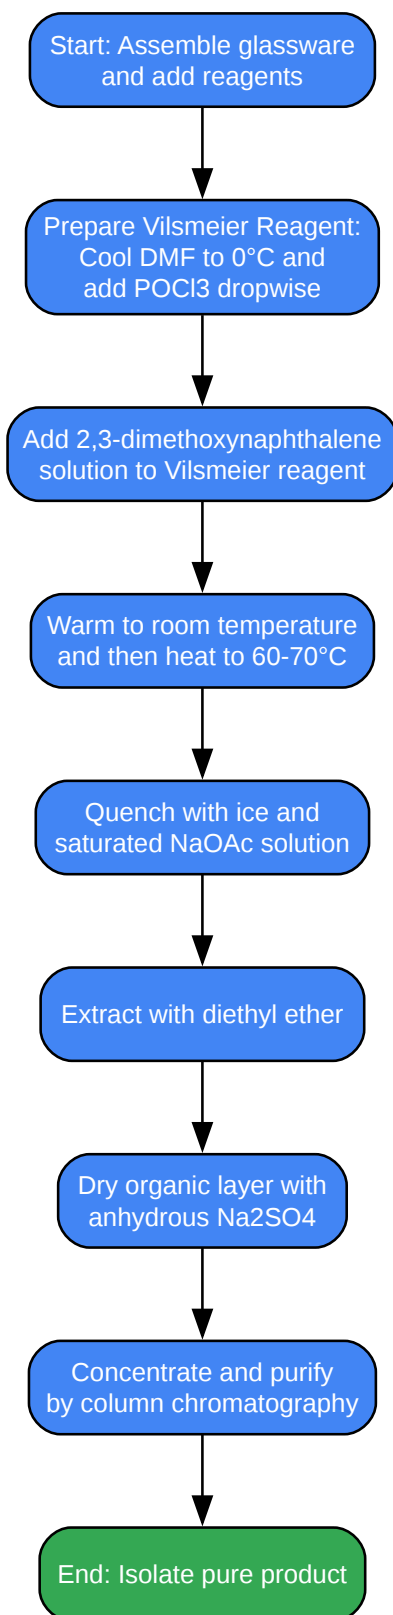 Start: Assemble glassware
and add reagents
Prepare Vilsmeier Reagent:
Cool DMF to 0°C and
add POCl3 dropwise
Add 2,3-dimethoxynaphthalene
solution to Vilsmeier reagent
Warm to room temperature
and then heat to 60-70°C
Quench with ice and
saturated NaOAc solution
Extract with diethyl ether
Dry organic layer with
anhydrous Na2SO4
Concentrate and purify
by column chromatography
End: Isolate pure product